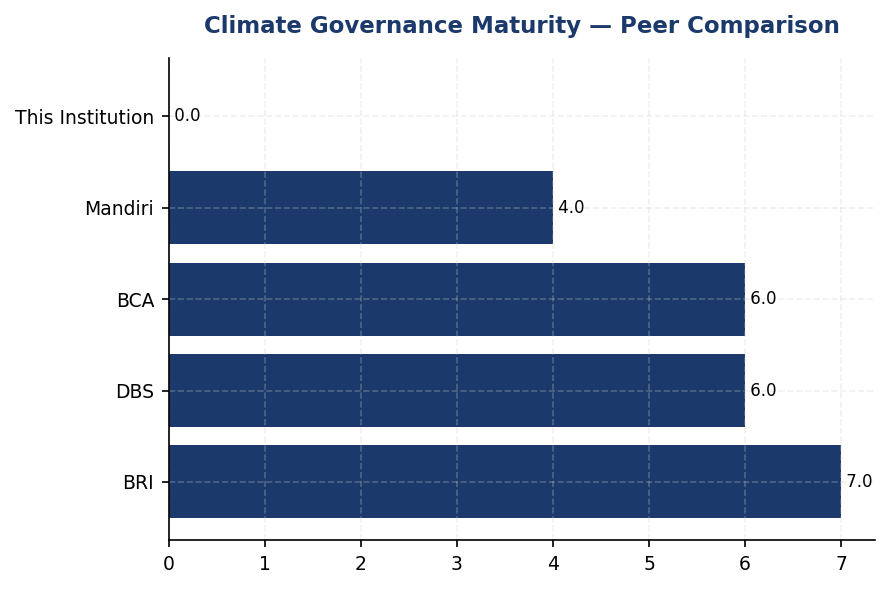 Climate Governance Maturity — Peer Comparison
This Institution 0.0
Mandiri 4.0
BCA 6.0
DBS 6.0
BRI 7.0
0 1 2 3 4 5 6 7